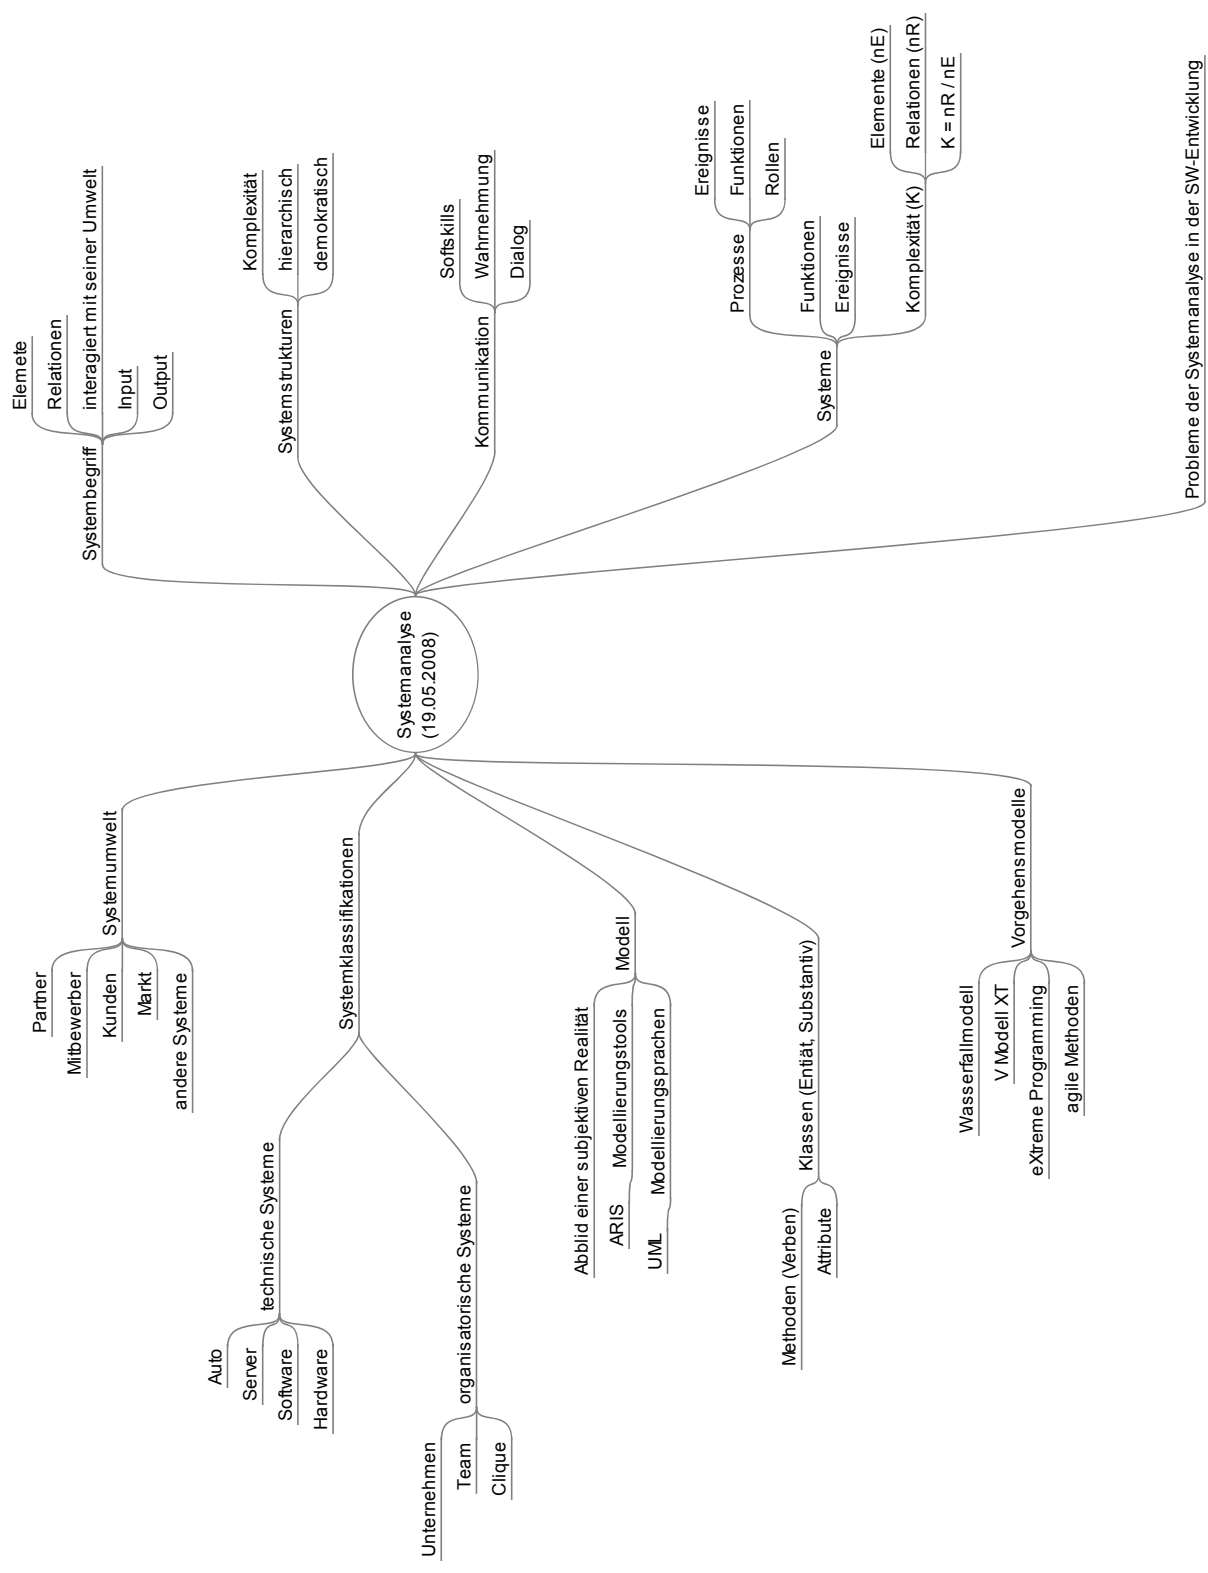 Systemanalyse
(19.05.2008)
Systembegriff
Elemete
Relationen
interagiert mit seiner Umwelt
Input
Output
Systemstrukturen
Komplexität
hierarchisch
demokratisch
Kommunikation
Softskills
Wahrnehmung
Dialog
Systeme
Prozesse
Ereignisse
Funktionen
Rollen
Funktionen
Ereignisse
Komplexität (K)
Elemente (nE)
Relationen (nR)
K = nR / nE
Probleme der Systemanalyse in der SW-Entwicklung
Systemumwelt
Partner
Mitbewerber
Kunden
Markt
andere Systeme
Systemklassifikationen
technische Systeme
Auto
Server
Software
Hardware
organisatorische Systeme
Unternehmen
Team
Clique
Modell
Abblid einer subjektiven Realität
Modellierungstools
ARIS
Modellierungsprachen
UML
Klassen (Entiät, Substantiv)
Methoden (Verben)
Attribute
Vorgehensmodelle
Wasserfallmodell
V Modell XT
eXtreme Programming
agile Methoden